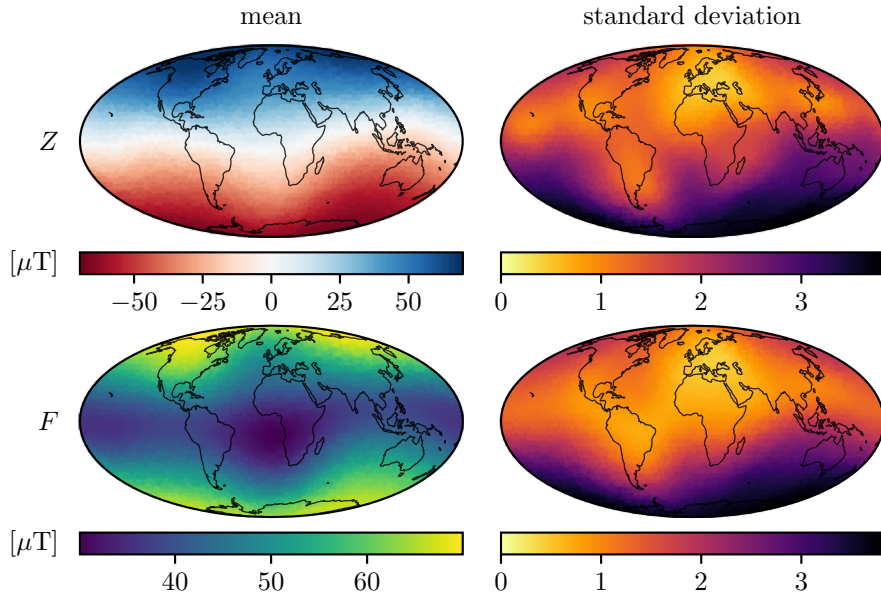 mean standard deviation
Z
[μT] −50 −25 0 25 50 0 1 2 3
F
[μT] 40 50 60 0 1 2 3